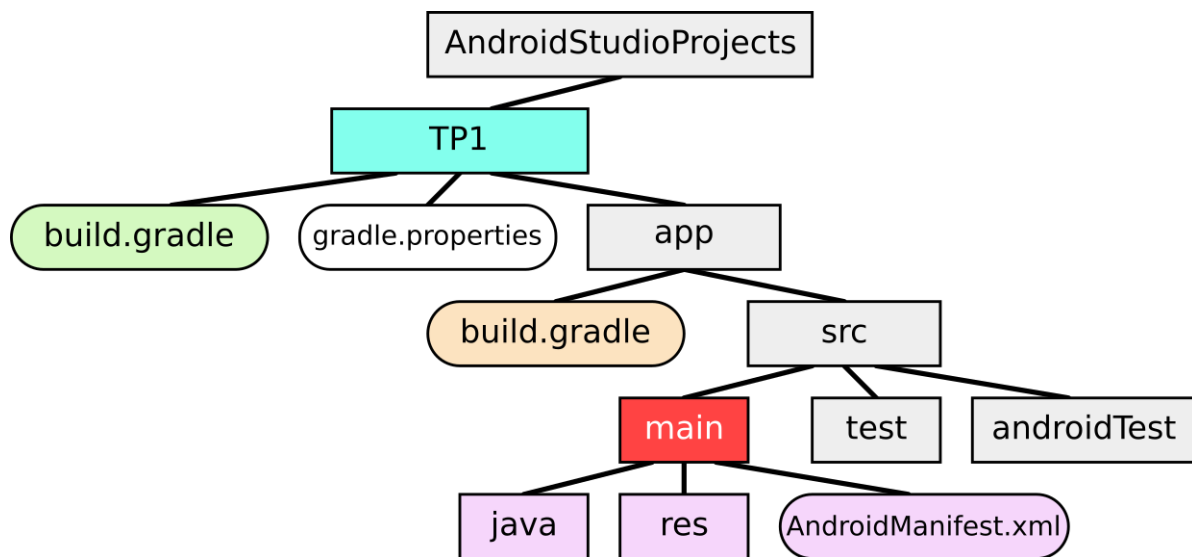 AndroidStudioProjects
TP1
build.gradle
gradle.properties
app
build.gradle
src
main
test
androidTest
java
res
AndroidManifest.xml